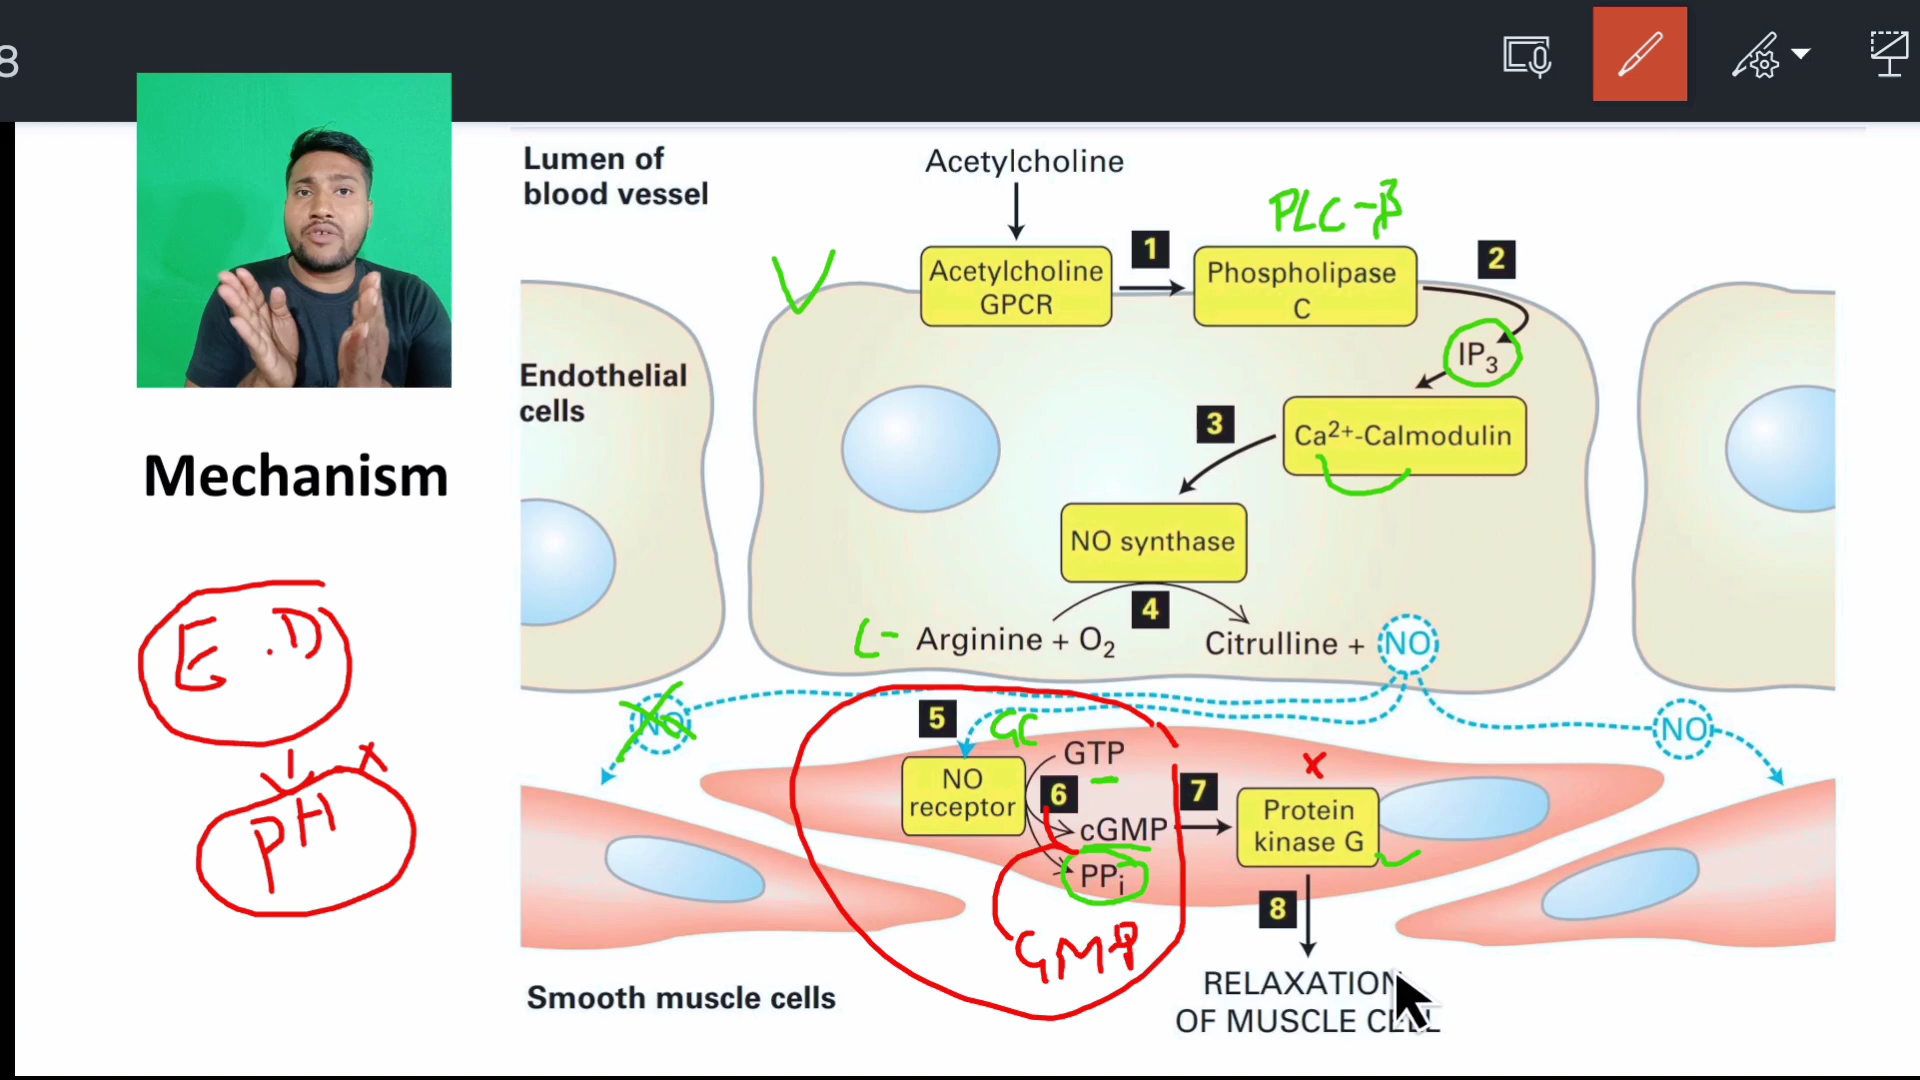 8
Lumen of
blood vessel
Acetylcholine
PLC-β
Acetylcholine
GPCR
1
Phospholipase
C
2
IP3
Endothelial
cells
Ca2+-Calmodulin
3
Mechanism
NO synthase
4
L- Arginine + O2
Citrulline + NO
E.D
NO
5
GC
NO
GTP
NO
receptor
6
7
Protein
kinase G
x
cGMP
PPi
x
PH
8
GMP
RELAXATION
OF MUSCLE CELL
Smooth muscle cells